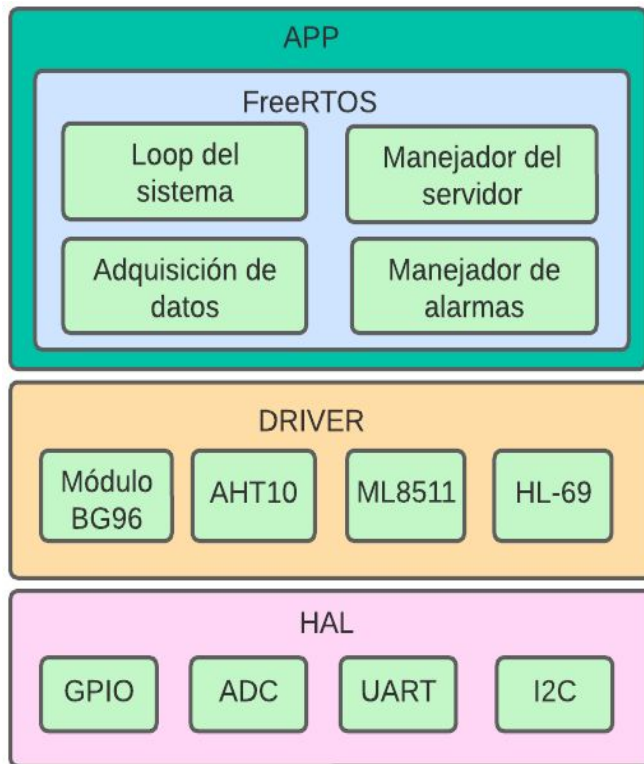 APP
FreeRTOS
Loop del
sistema
Manejador del
servidor
Adquisición de
datos
Manejador de
alarmas
DRIVER
Módulo
BG96
AHT10
ML8511
HL-69
HAL
GPIO
ADC
UART
I2C